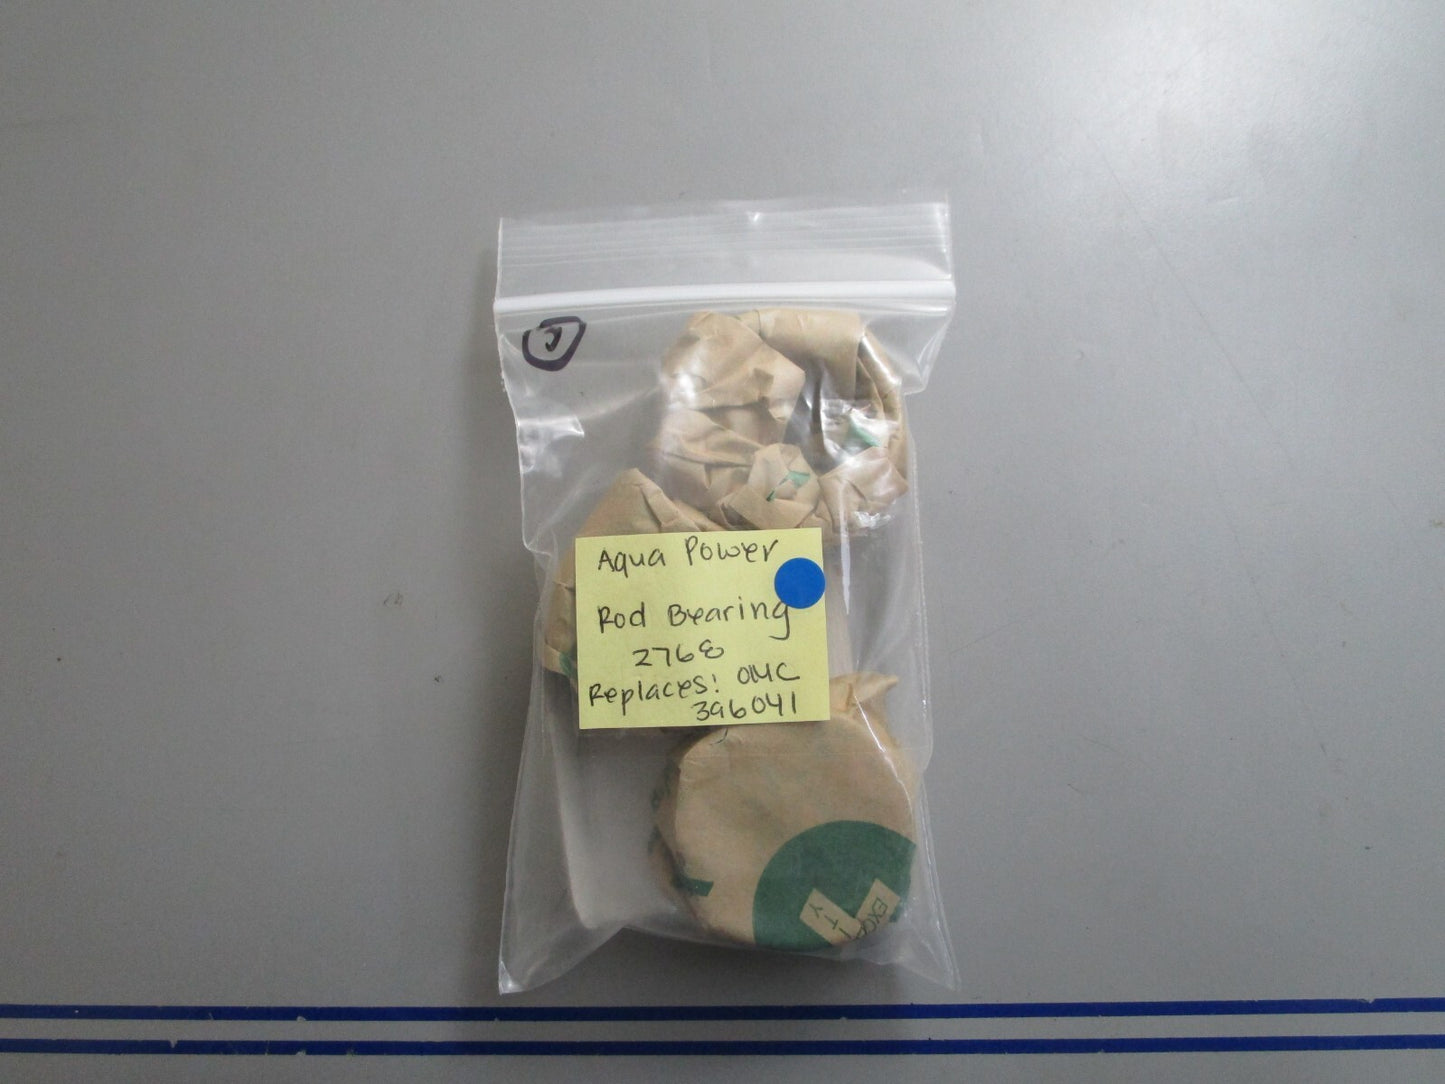 Aqua Power
Rod Bearing
2768
Replaces: OMC
396041